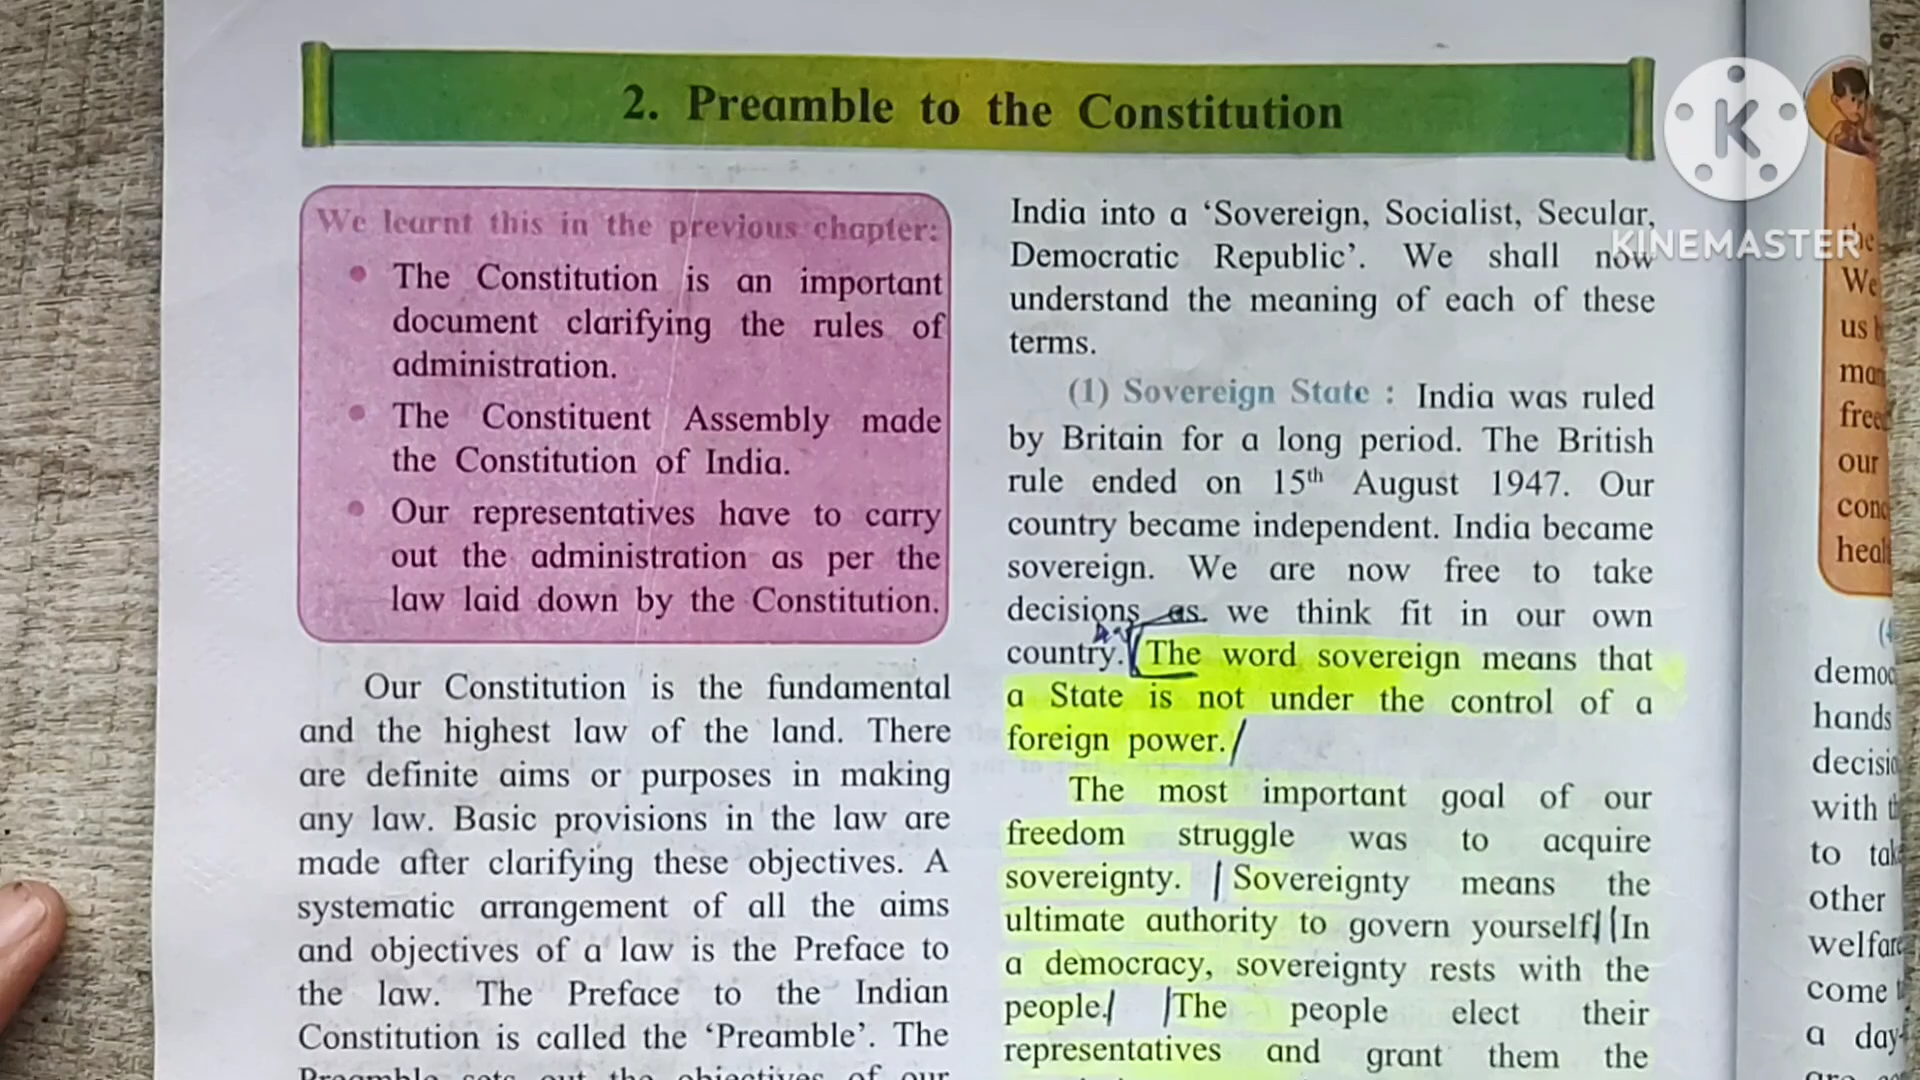 2. Preamble to the Constitution
We learnt this in the previous chapter:
• The Constitution is an important
document clarifying the rules of
administration.
• The Constituent Assembly made
the Constitution of India.
• Our representatives have to carry
out the administration as per the
law laid down by the Constitution.
Our Constitution is the fundamental
and the highest law of the land. There
are definite aims or purposes in making
any law. Basic provisions in the law are
made after clarifying these objectives. A
systematic arrangement of all the aims
and objectives of a law is the Preface to
the law. The Preface to the Indian
Constitution is called the ‘Preamble’. The
Preamble sets out the objectives of our
India into a ‘Sovereign, Socialist, Secular,
Democratic Republic’. We shall now
understand the meaning of each of these
terms.
(1) Sovereign State : India was ruled
by Britain for a long period. The British
rule ended on 15th August 1947. Our
country became independent. India became
sovereign. We are now free to take
decisions as we think fit in our own
country. The word sovereign means that
a State is not under the control of a
foreign power.
The most important goal of our
freedom struggle was to acquire
sovereignty. Sovereignty means the
ultimate authority to govern yourself. In
a democracy, sovereignty rests with the
people. The people elect their
representatives and grant them the
K
KINEMASTER
We
us
our
demo
hands
with
to
other
welfare
come
a day